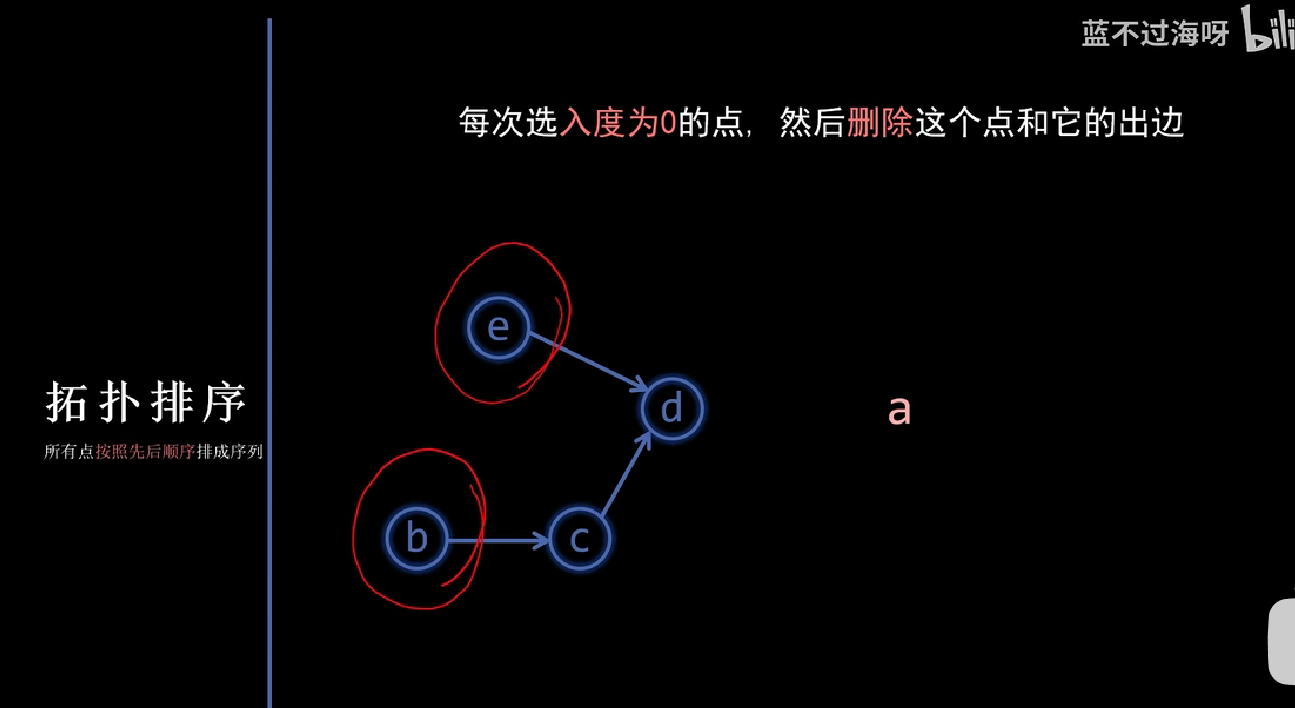 蓝不过海呀 bili
每次选入度为0的点，然后删除这个点和它的出边
e
d
a
拓扑排序
所有点按照先后顺序排成序列
b
c